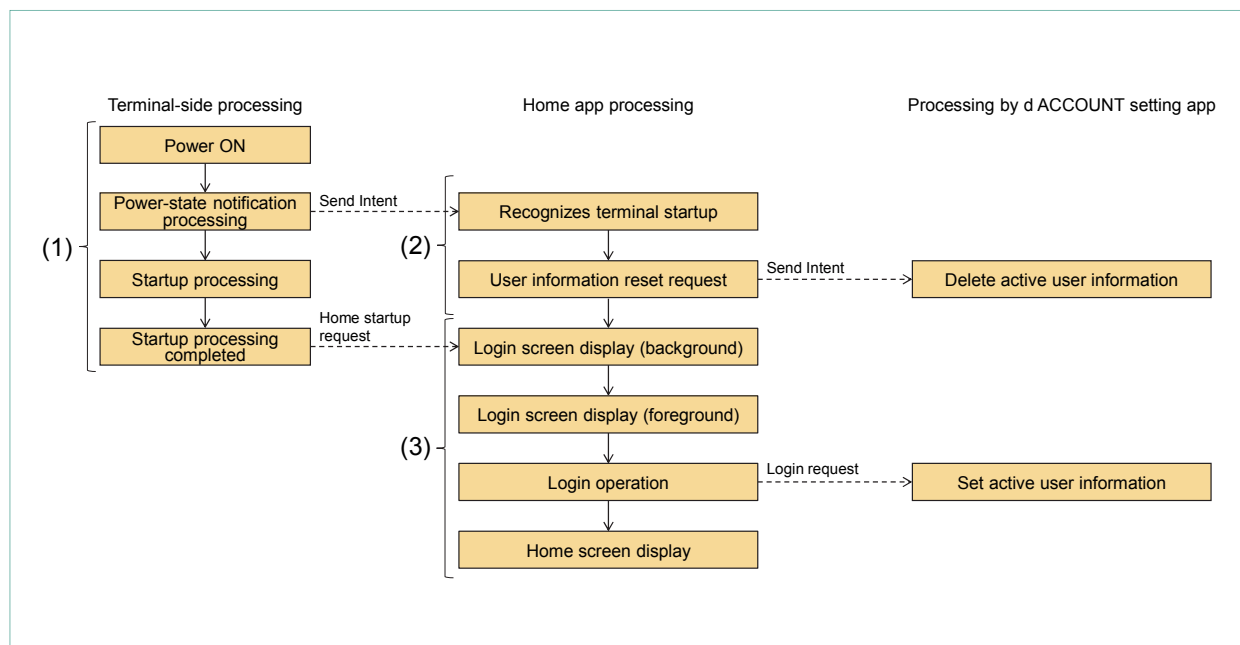 Terminal-side processing
Home app processing
Processing by d ACCOUNT setting app
Power ON
Power-state notification
processing
Send Intent
Recognizes terminal startup
(1)
(2)
Startup processing
User information reset request
Send Intent
Delete active user information
Startup processing
completed
Home startup
request
Login screen display (background)
Login screen display (foreground)
(3)
Login operation
Login request
Set active user information
Home screen display